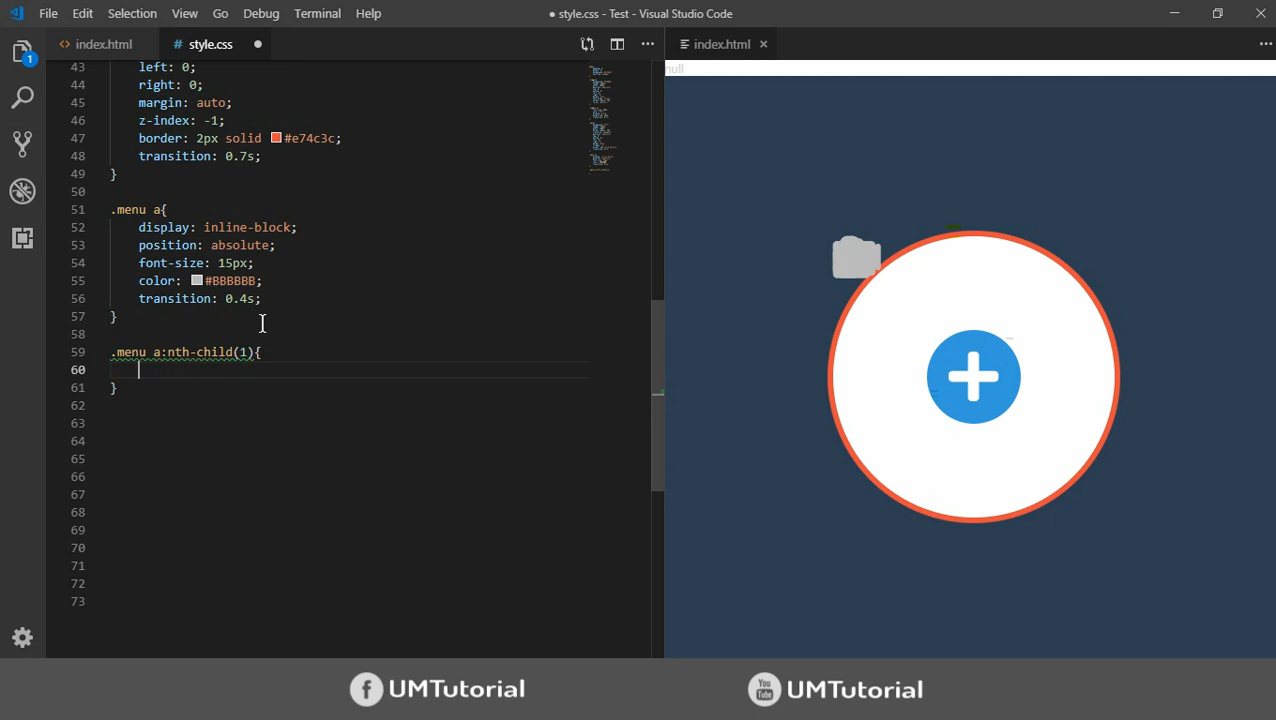 File Edit Selection View Go Debug Terminal Help
● style.css - Test - Visual Studio Code
index.html
# style.css ●
index.html
1
null
43 left: 0;
44 right: 0;
45 margin: auto;
46 z-index: -1;
47 border: 2px solid #e74c3c;
48 transition: 0.7s;
49 }
50
51 .menu a{
52 display: inline-block;
53 position: absolute;
54 font-size: 15px;
55 color: #BBBBBB;
56 transition: 0.4s;
57 }
58
59 .menu a:nth-child(1){
60
61 }
62
63
64
65
66
67
68
69
70
71
72
73
f UMTutorial
You Tube UMTutorial